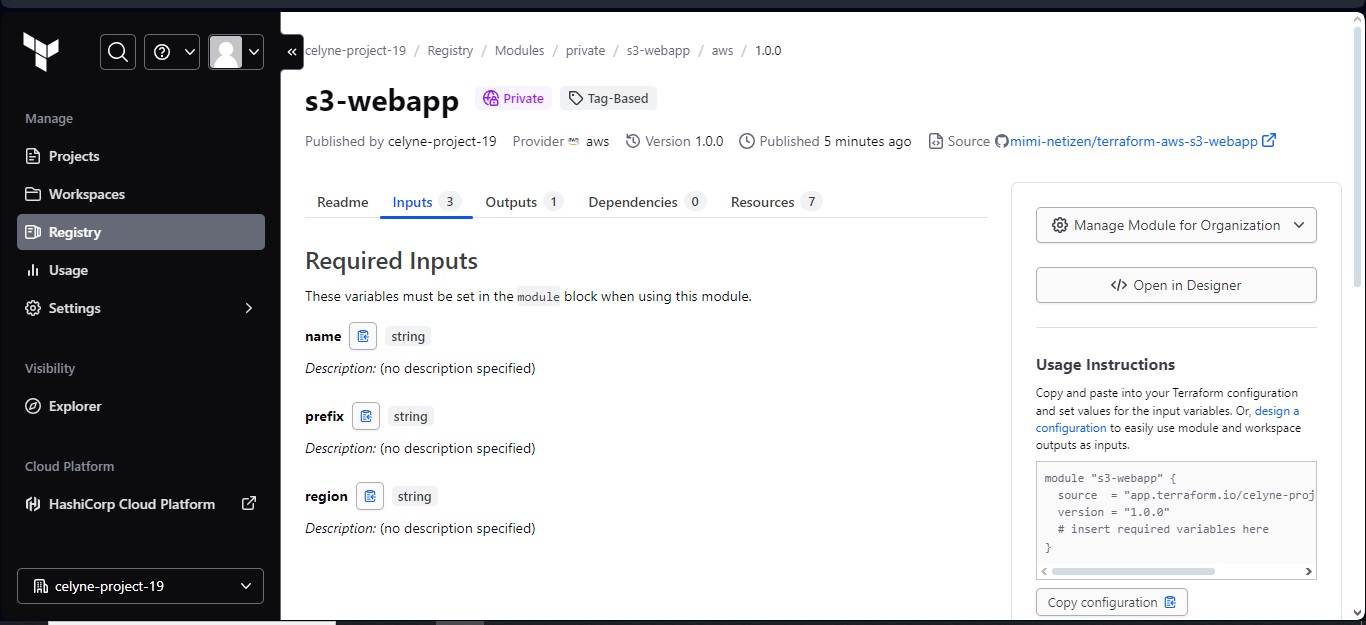 celyne-project-19 / Registry / Modules / private / s3-webapp / aws / 1.0.0
Manage
Projects
Workspaces
Registry
Usage
Settings
Visibility
Explorer
Cloud Platform
HashiCorp Cloud Platform
celyne-project-19
s3-webapp Private Tag-Based
Published by celyne-project-19 Provider aws Version 1.0.0 Published 5 minutes ago Source mimi-netizen/terraform-aws-s3-webapp
Readme Inputs 3 Outputs 1 Dependencies 0 Resources 7
Required Inputs
These variables must be set in the module block when using this module.
name string
Description: (no description specified)
prefix string
Description: (no description specified)
region string
Description: (no description specified)
Manage Module for Organization
</> Open in Designer
Usage Instructions
Copy and paste into your Terraform configuration
and set values for the input variables. Or, design a
configuration to easily use module and workspace
outputs as inputs.
module "s3-webapp" {
source = "app.terraform.io/celyne-proj
version = "1.0.0"
# insert required variables here
}
Copy configuration